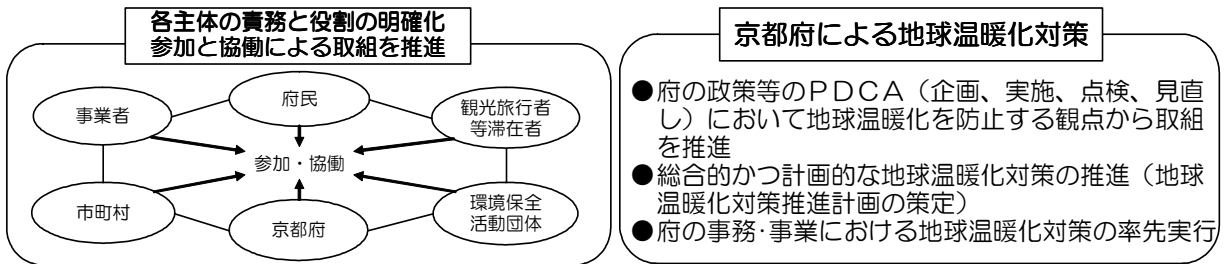 各主体の責務と役割の明確化
参加と協働による取組を推進
府民
事業者
観光旅行者
等滞在者
参加・協働
市町村
環境保全
活動団体
京都府
京都府による地球温暖化対策
●府の政策等のＰＤＣＡ（企画、実施、点検、見直
し）において地球温暖化を防止する観点から取組
を推進
●総合的かつ計画的な地球温暖化対策の推進（地球
温暖化対策推進計画の策定）
●府の事務･事業における地球温暖化対策の率先実行